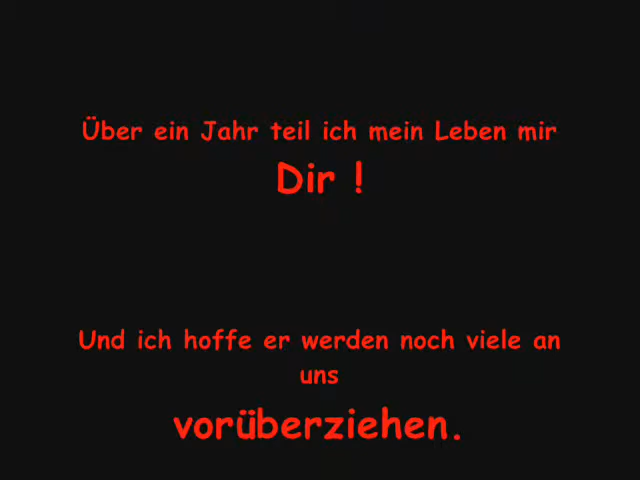 Über ein Jahr teil ich mein Leben mir
Dir !
Und ich hoffe er werden noch viele an
uns
vorüberziehen.